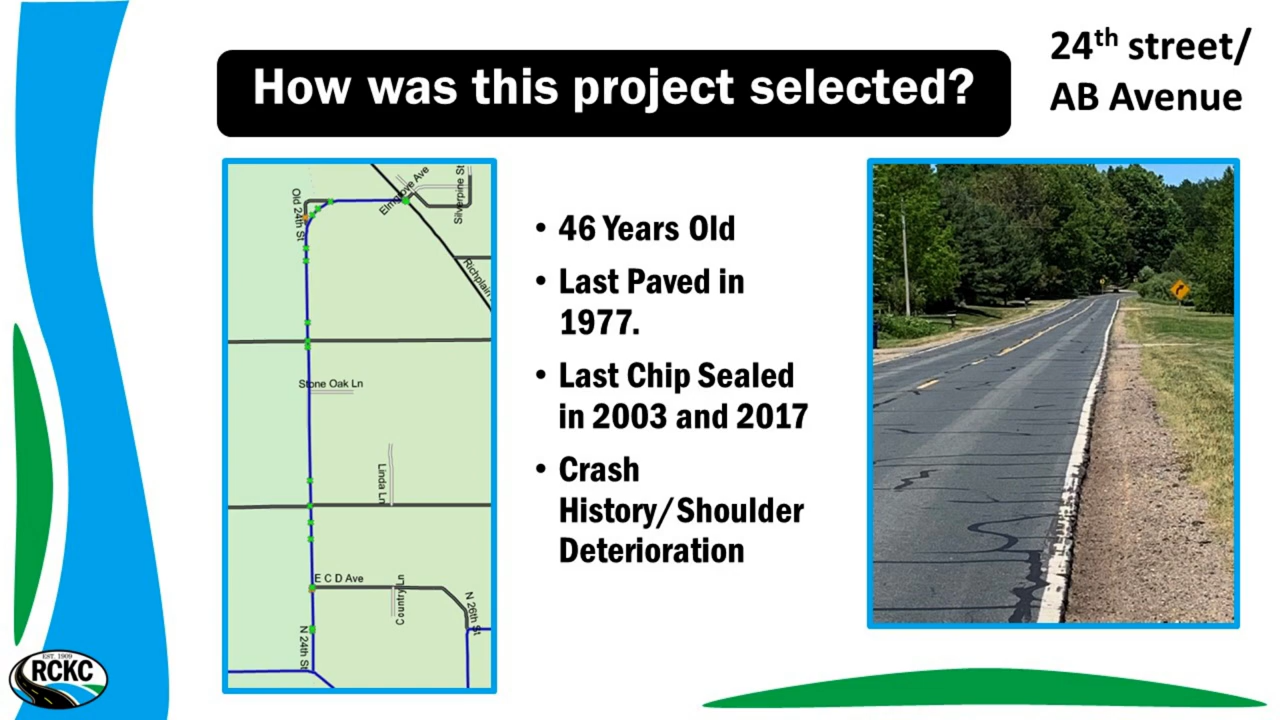 How was this project selected?
24th street/
AB Avenue
Old 24th St
Elmgrove Ave
Silverpine St
Richplain
Stone Oak Ln
Linda Ln
E C D Ave
Country Ln
N 26th St
N 24th St
• 46 Years Old
• Last Paved in
1977.
• Last Chip Sealed
in 2003 and 2017
• Crash
History/Shoulder
Deterioration
EST. 1909
RCKC